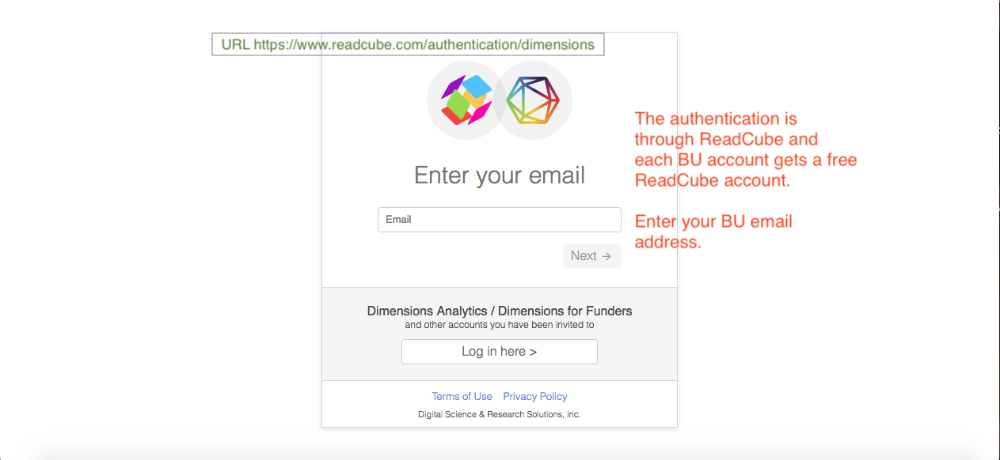 URL https://www.readcube.com/authentication/dimensions
Enter your email
Email
Next →
The authentication is
through ReadCube and
each BU account gets a free
ReadCube account.
Enter your BU email
address.
Dimensions Analytics / Dimensions for Funders
and other accounts you have been invited to
Log in here >
Terms of Use Privacy Policy
Digital Science & Research Solutions, inc.